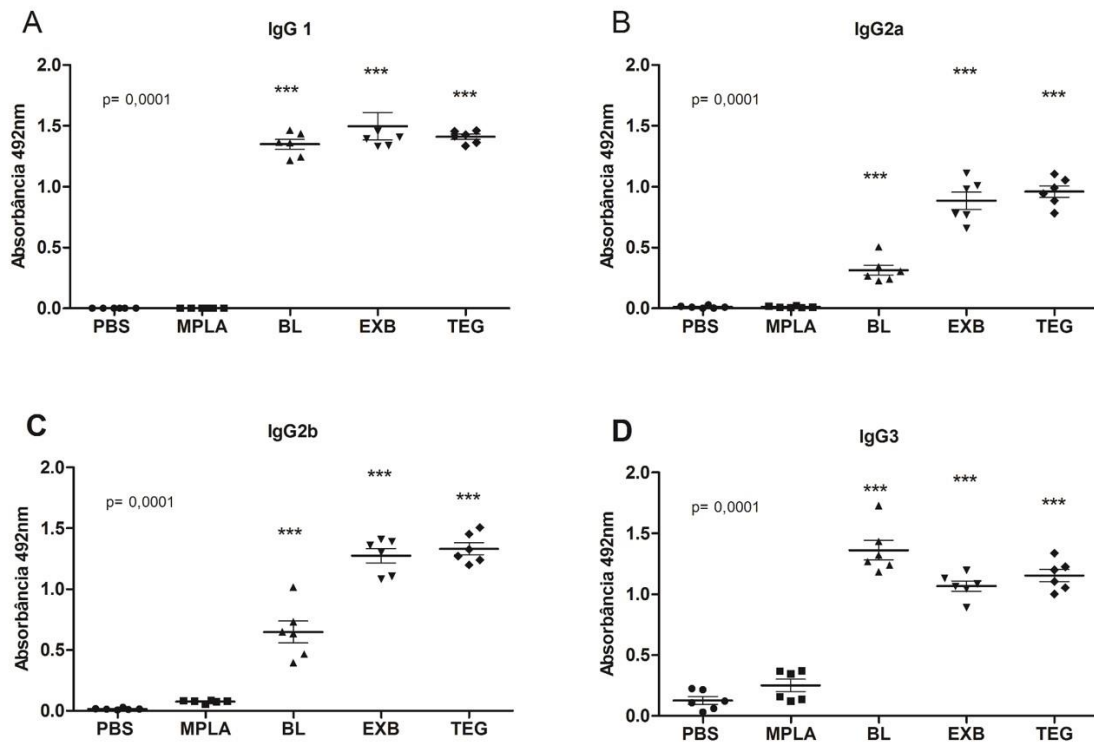 A
IgG 1
Absorbância 492nm
2.0
1.5
1.0
0.5
0.0
p= 0,0001
***
***
***
PBS MPLA BL EXB TEG
B
IgG2a
Absorbância 492nm
2.0
1.5
1.0
0.5
0.0
p= 0,0001
***
***
***
PBS MPLA BL EXB TEG
C
IgG2b
Absorbância 492nm
2.0
1.5
1.0
0.5
0.0
p= 0,0001
***
***
***
PBS MPLA BL EXB TEG
D
IgG3
Absorbância 492nm
2.0
1.5
1.0
0.5
0.0
p= 0,0001
***
***
***
PBS MPLA BL EXB TEG